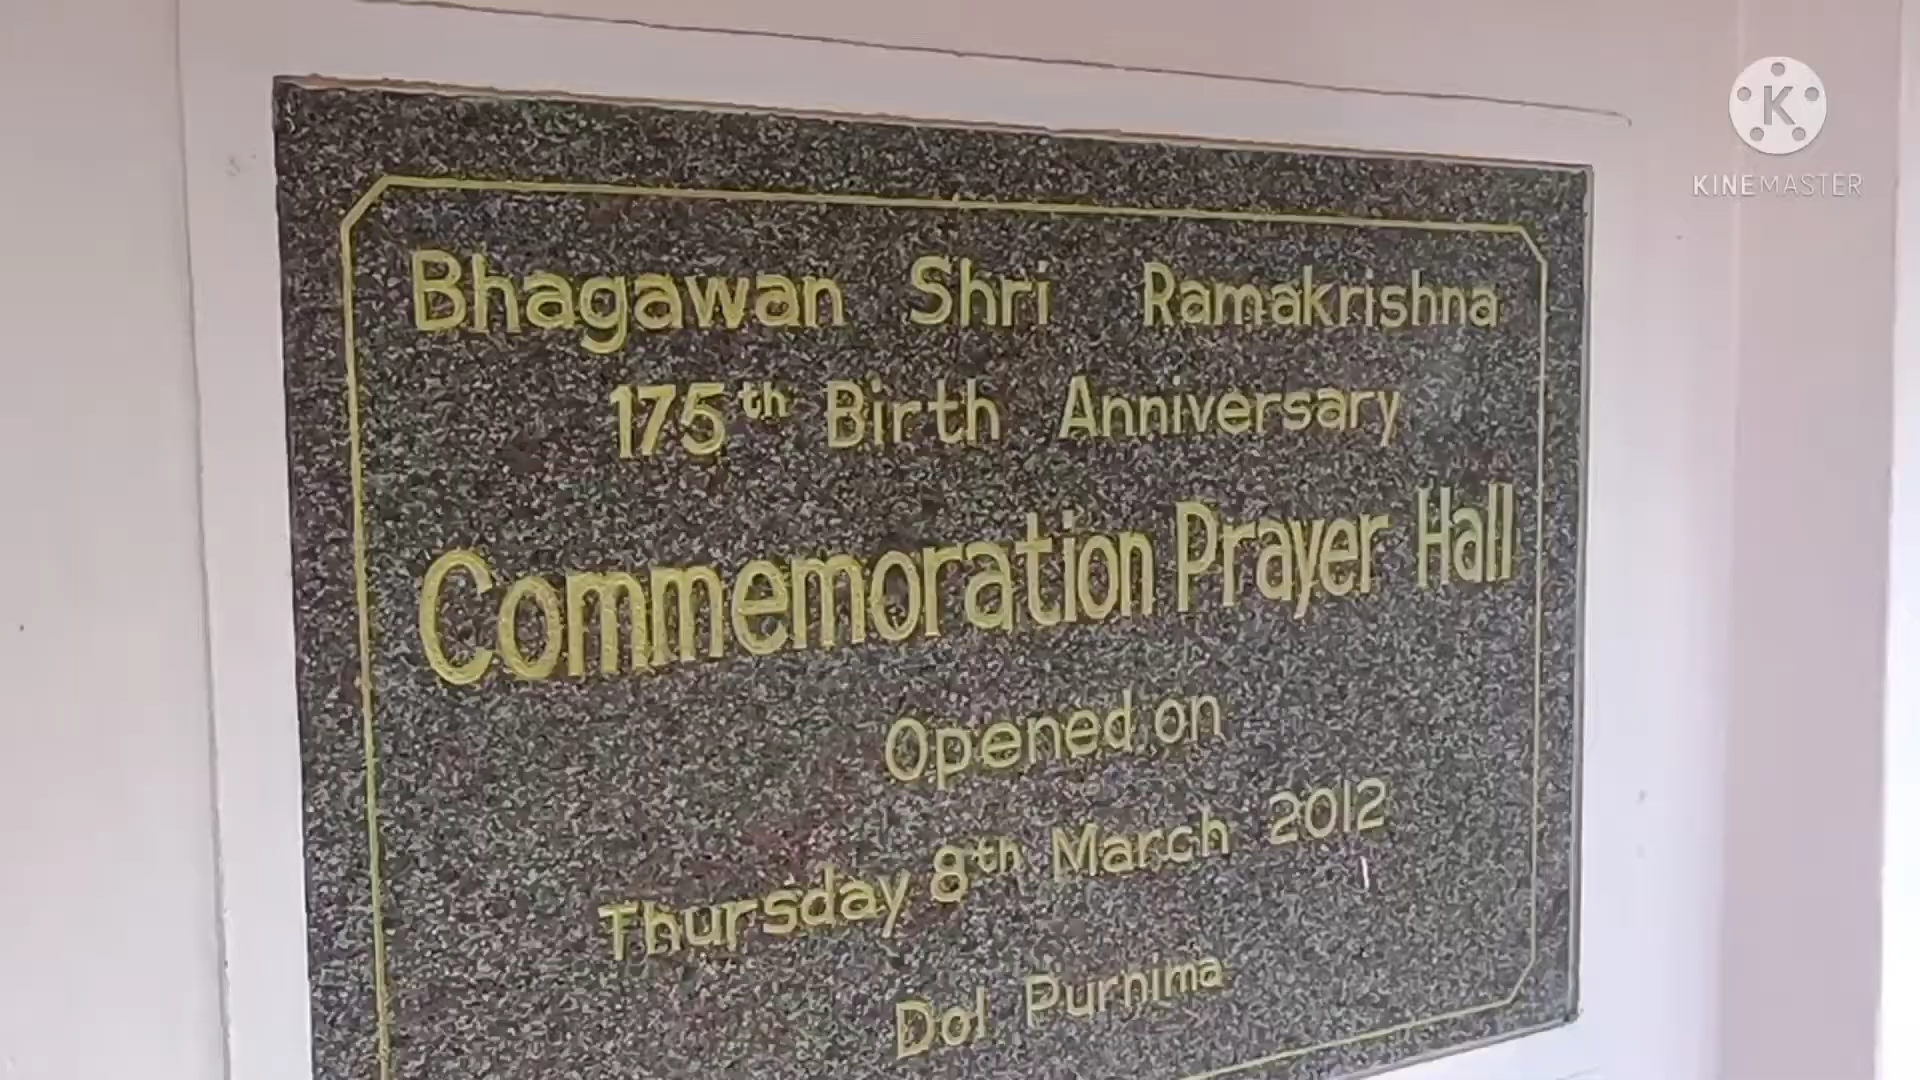 Bhagawan Shri Ramakrishna
175th Birth Anniversary
Commemoration Prayer Hall
Opened on
Thursday 8th March 2012
Dol Purnima
K
KINEMASTER